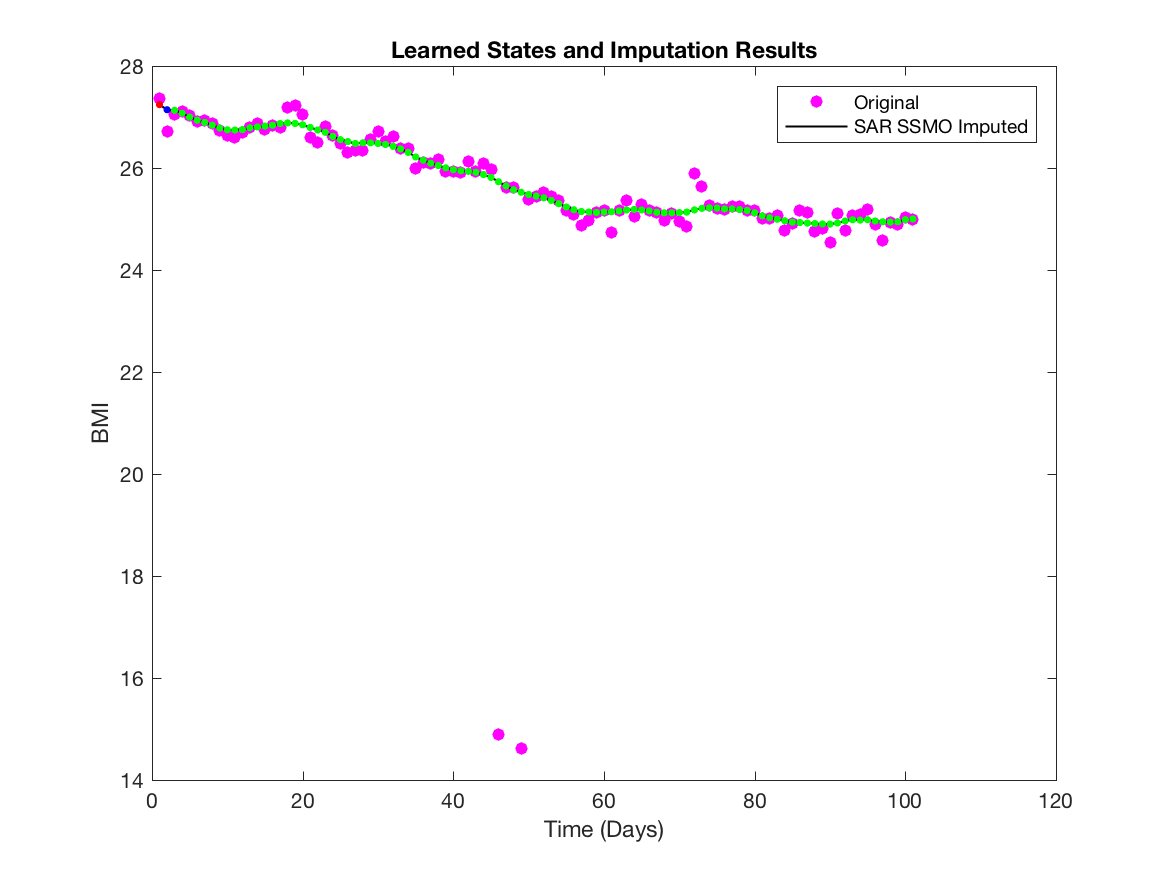 Learned States and Imputation Results
Original
SAR SSMO Imputed
28
26
24
22
20
18
16
14
BMI
0 20 40 60 80 100 120
Time (Days)